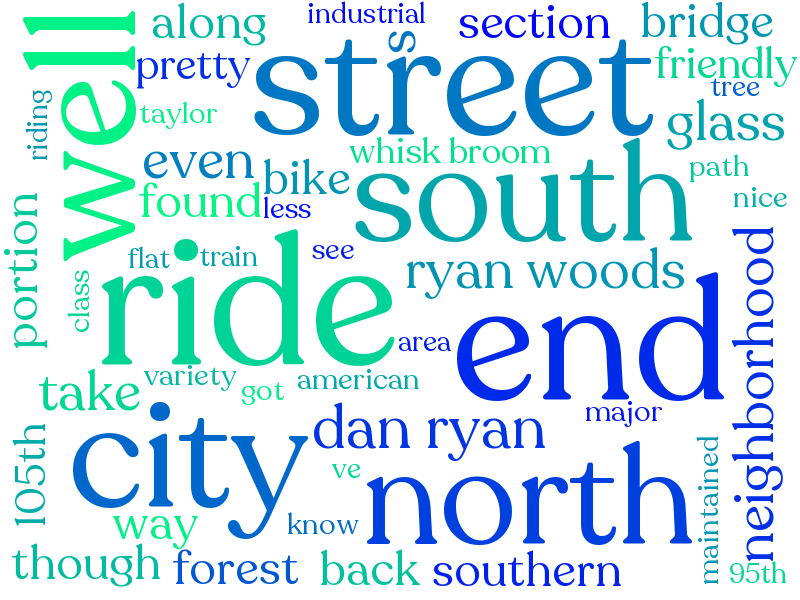 industrial
along
section
bridge
well
s
street
pretty
friendly
riding
tree
taylor
glass
even
whisk broom
path
bike
south
found
less
nice
portion
flat
train
see
ryan woods
neighborhood
class
ride
end
area
take
variety
got
american
major
city
dan ryan
105th
ve
north
maintained
way
know
though
forest
back
southern
95th